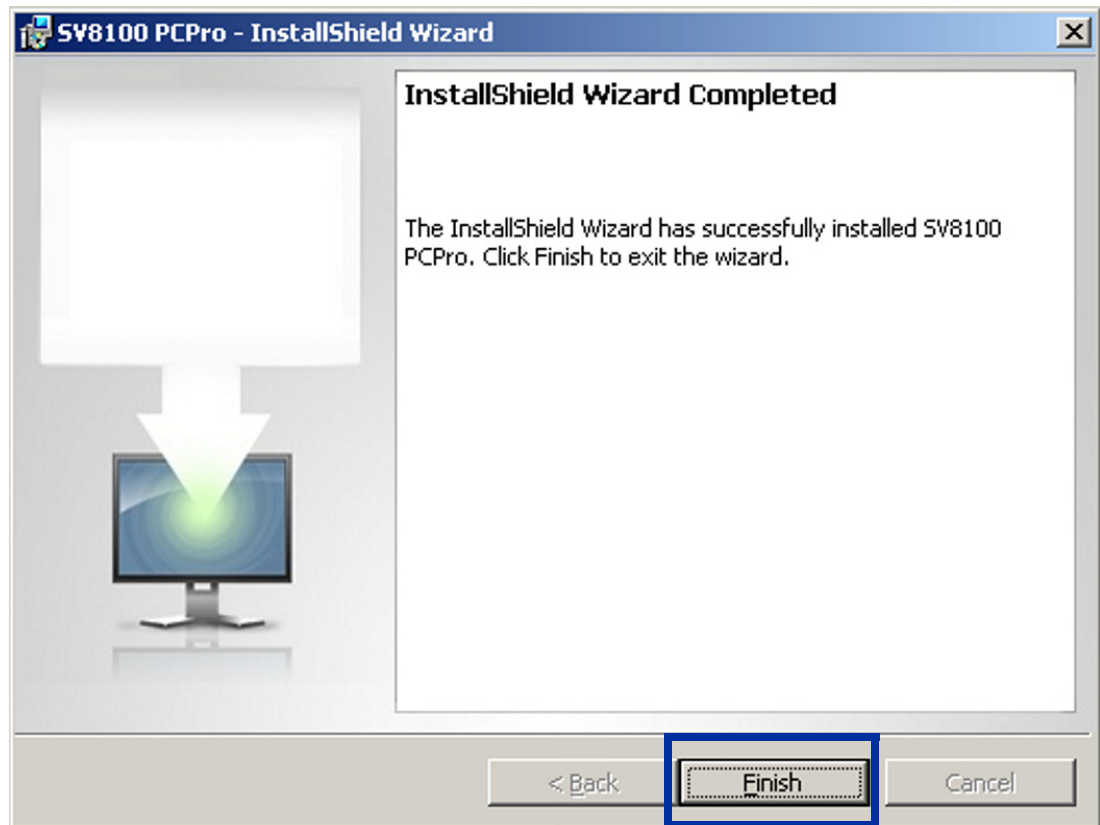 SV8100 PCPro - InstallShield Wizard
InstallShield Wizard Completed
The InstallShield Wizard has successfully installed SV8100
PCPro. Click Finish to exit the wizard.
< Back
Finish
Cancel